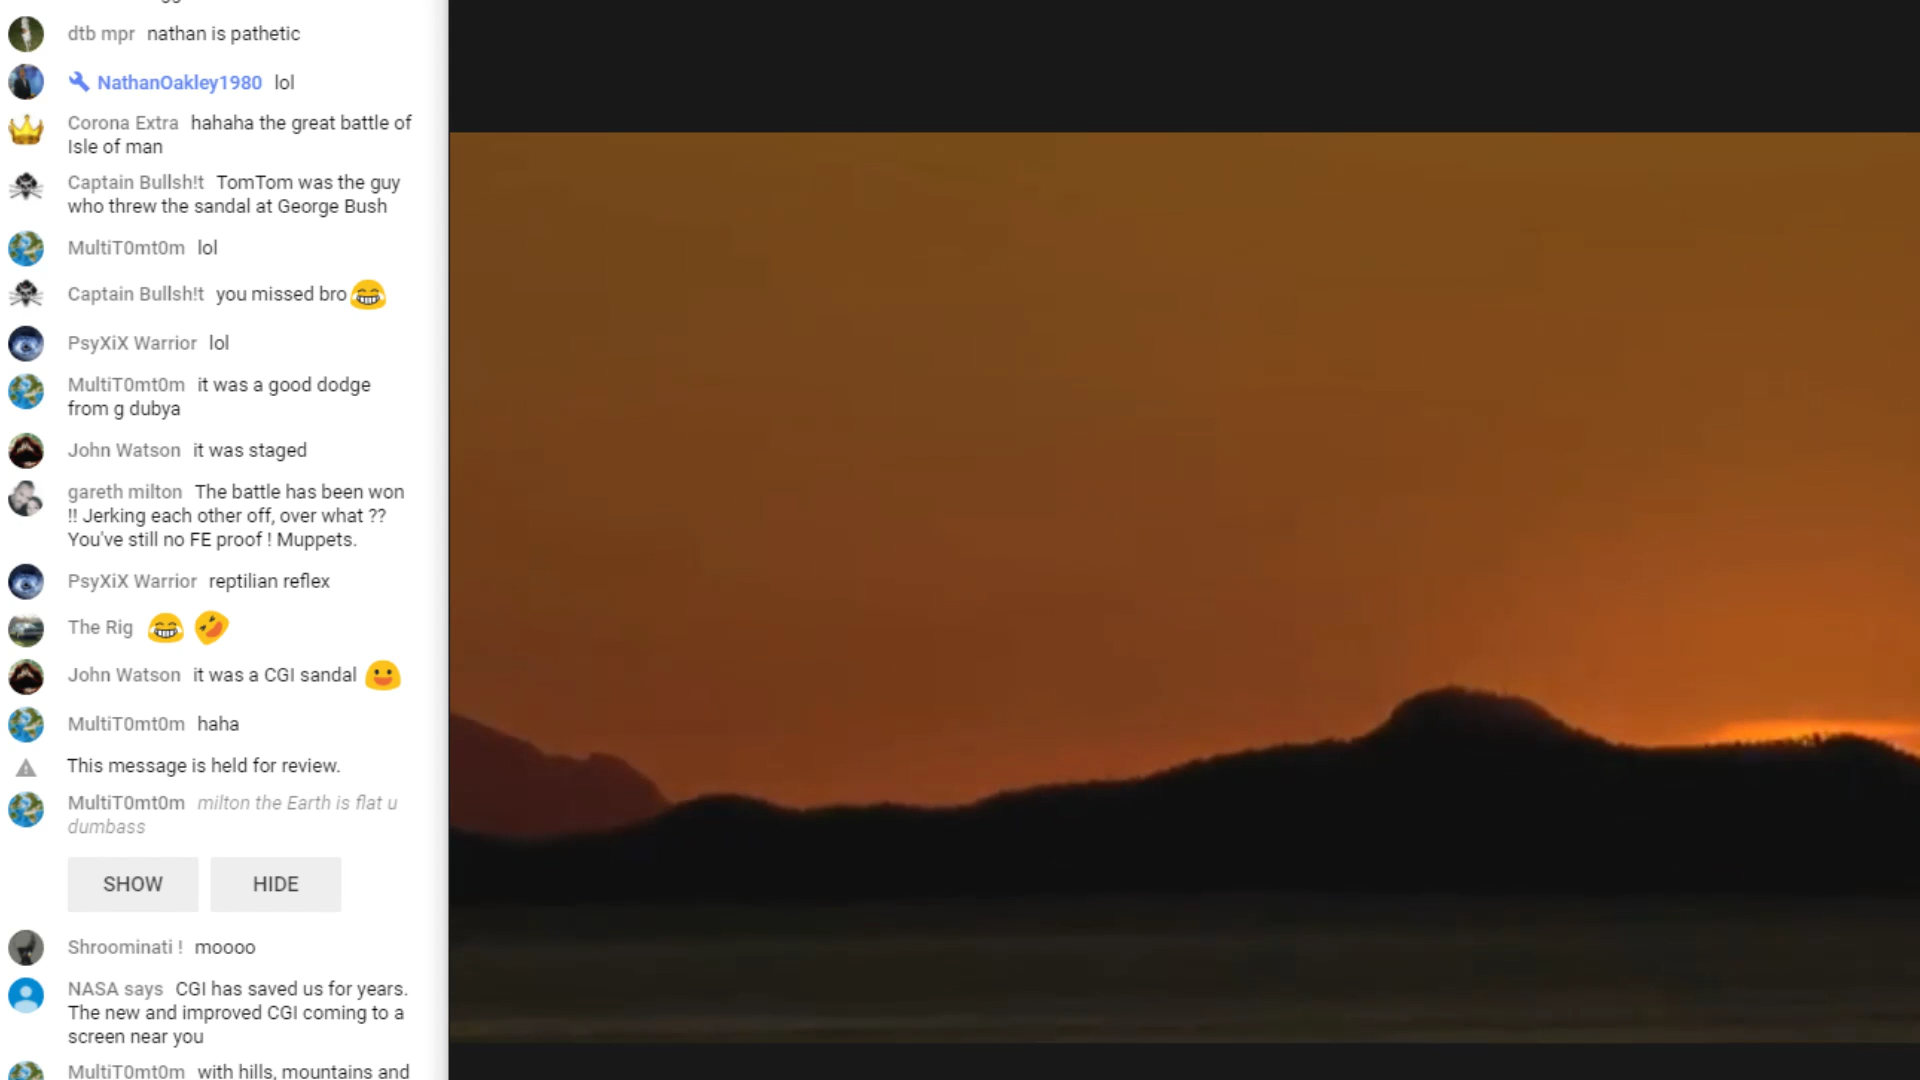 dtb mpr nathan is pathetic
NathanOakley1980 lol
Corona Extra hahaha the great battle of
Isle of man
Captain Bullsh!t TomTom was the guy
who threw the sandal at George Bush
MultiT0mt0m lol
Captain Bullsh!t you missed bro
PsyXiX Warrior lol
MultiT0mt0m it was a good dodge
from g dubya
John Watson it was staged
gareth milton The battle has been won
!! Jerking each other off, over what ??
You've still no FE proof ! Muppets.
PsyXiX Warrior reptilian reflex
The Rig
John Watson it was a CGI sandal
MultiT0mt0m haha
This message is held for review.
MultiT0mt0m milton the Earth is flat u
dumbass
SHOW HIDE
Shroominati ! moooo
NASA says CGI has saved us for years.
The new and improved CGI coming to a
screen near you
MultiT0mt0m with hills, mountains and